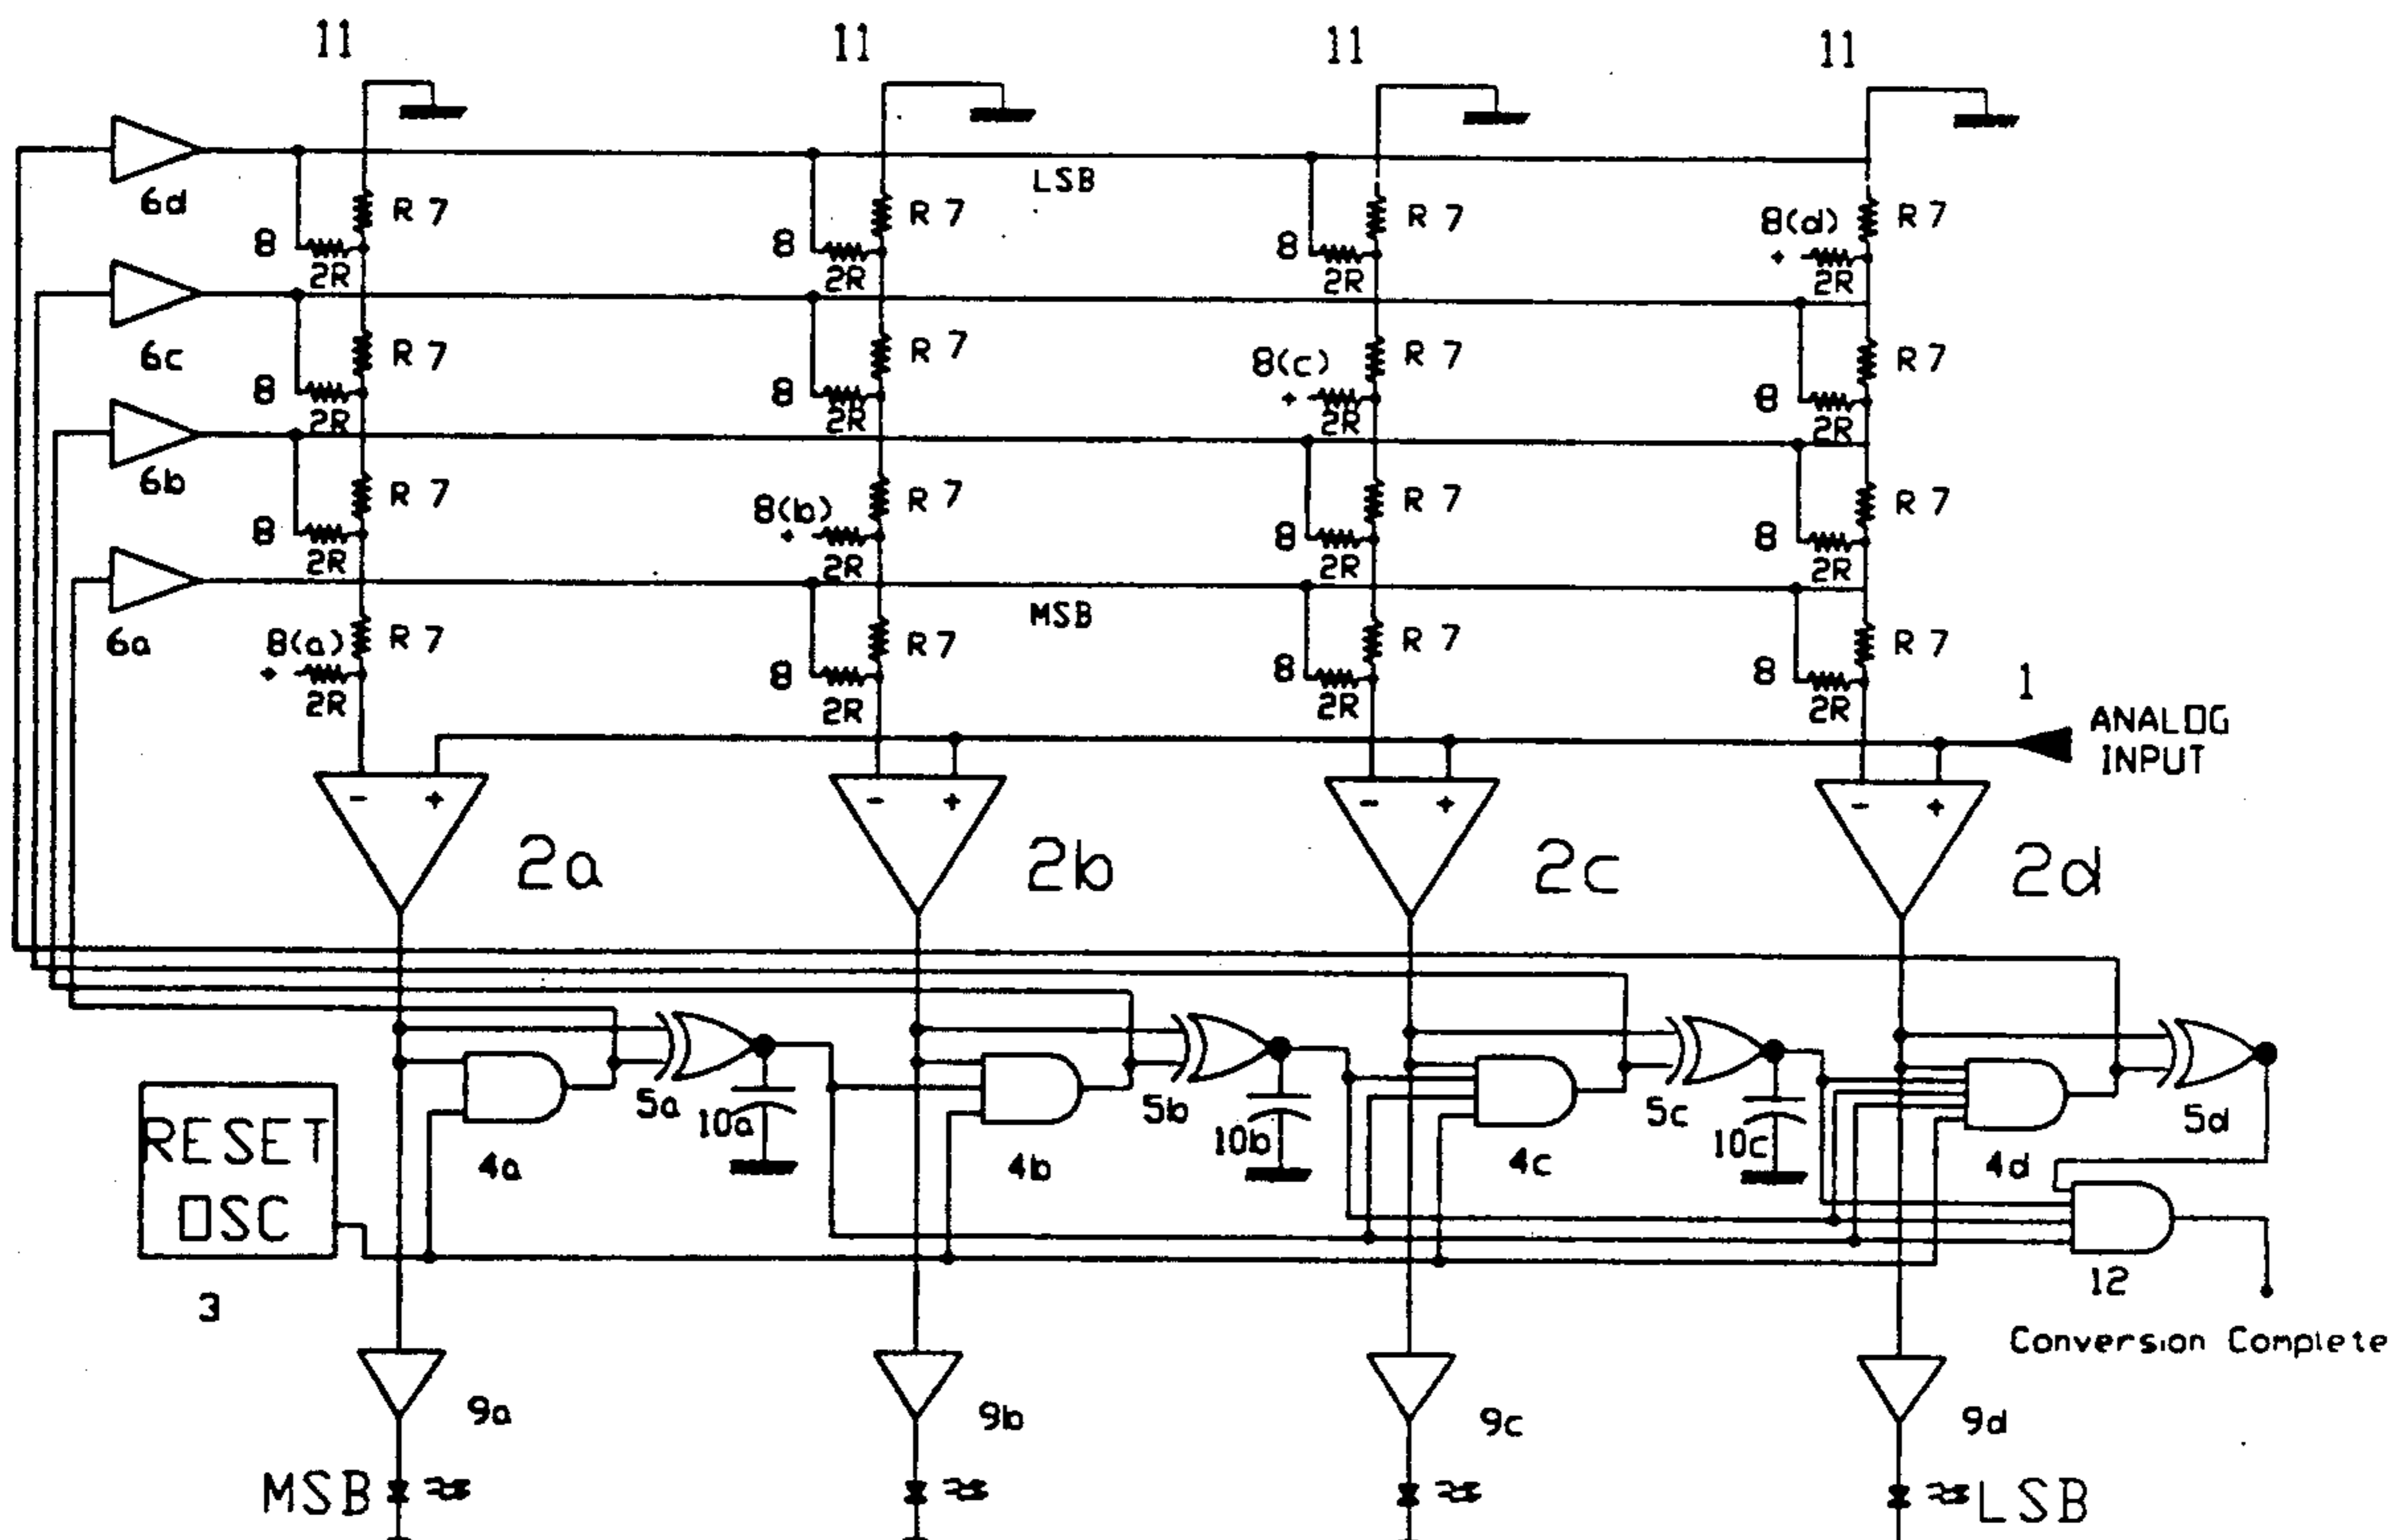 11 11 11 11
6d LSB R 7 R 7 R 7 8(d) R 7
8 8 8 +
2R 2R 2R 2R
6c R 7 R 7 8(c) R 7 R 7
8 8 + 8
2R 2R 2R 2R
6b R 7 8(b) R 7 R 7 R 7
8 + 8 8
2R 2R 2R 2R
MSB
6a 8(a) R 7 R 7 R 7 R 7
+ 8 8 8 1
2R 2R 2R 2R ANALOG
INPUT
- + - + - + - +
2a 2b 2c 2d
5a 10a 5b 10b 5c 10c 5d
RESET 4a 4b 4c 4d
OSC
3 12
Conversion Complete
9a 9b 9c 9d
MSB LSB